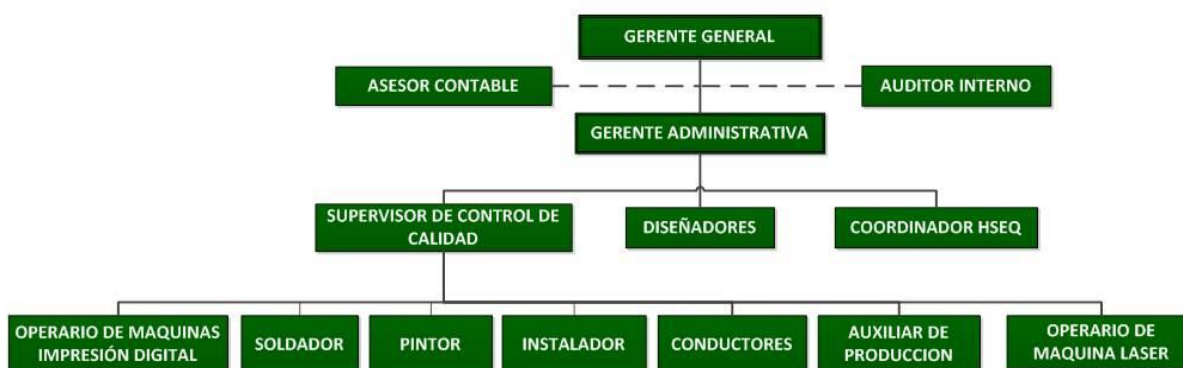 GERENTE GENERAL
ASESOR CONTABLE
AUDITOR INTERNO
GERENTE ADMINISTRATIVA
SUPERVISOR DE CONTROL DE
CALIDAD
DISEÑADORES
COORDINADOR HSEQ
OPERARIO DE MAQUINAS
IMPRESIÓN DIGITAL
SOLDADOR
PINTOR
INSTALADOR
CONDUCTORES
AUXILIAR DE
PRODUCCION
OPERARIO DE
MAQUINA LASER